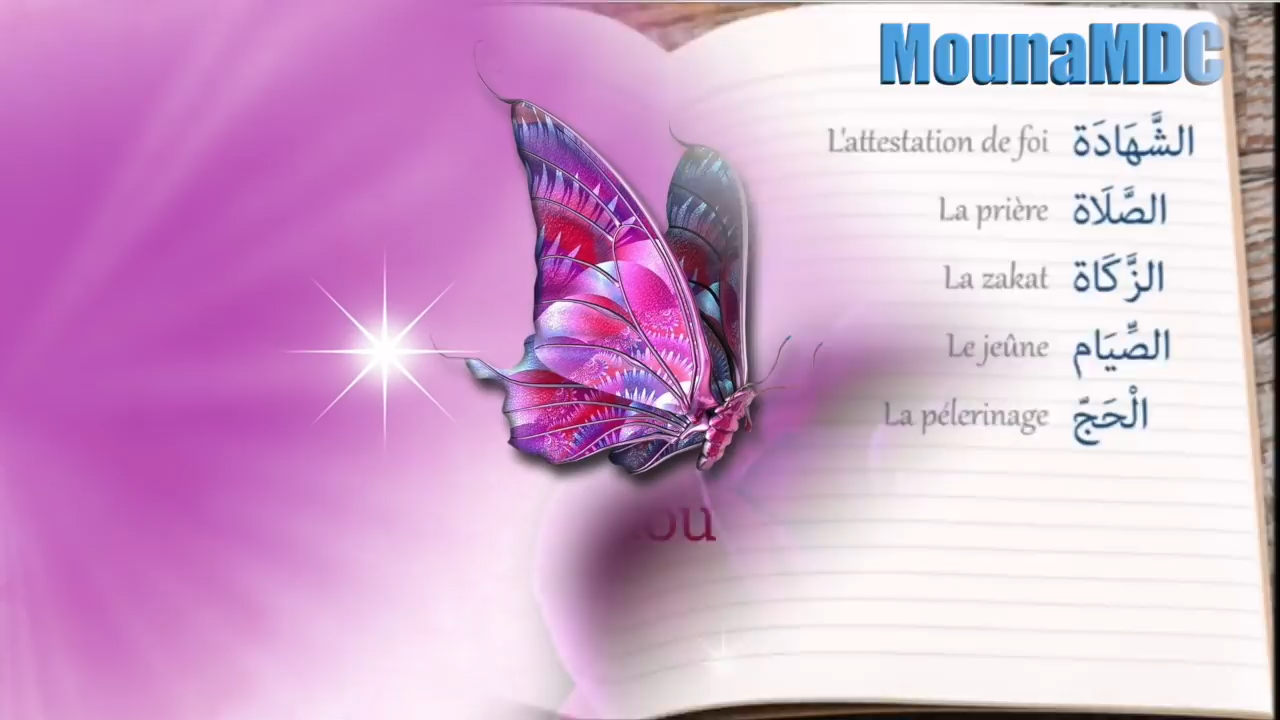 MounaMDC
L'attestation de foi الشَّهَادَة
La prière الصَّلَاة
La zakat الزَّكَاة
Le jeûne الصِّيَام
La pélerinage الْحَجّ